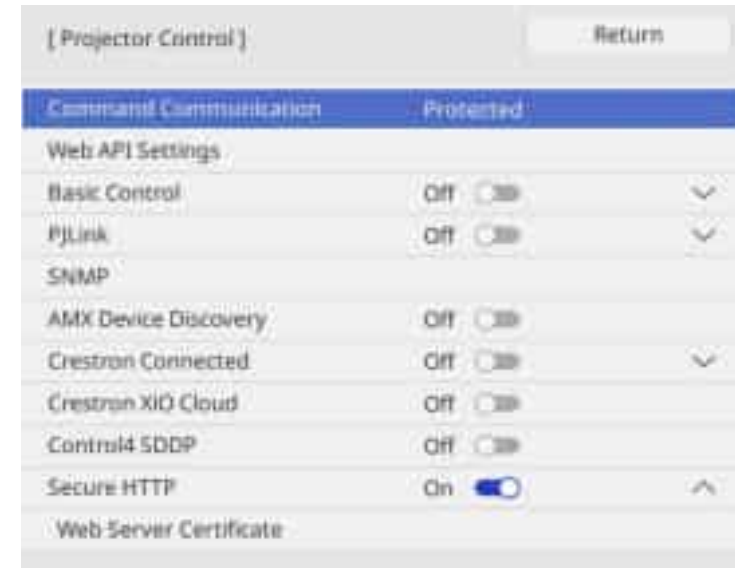 [ Projector Control ] Return
Command Communication Protected
Web API Settings
Basic Control Off
PJLink Off
SNMP
AMX Device Discovery Off
Crestron Connected Off
Crestron XiO Cloud Off
Control4 SDDP Off
Secure HTTP On
Web Server Certificate